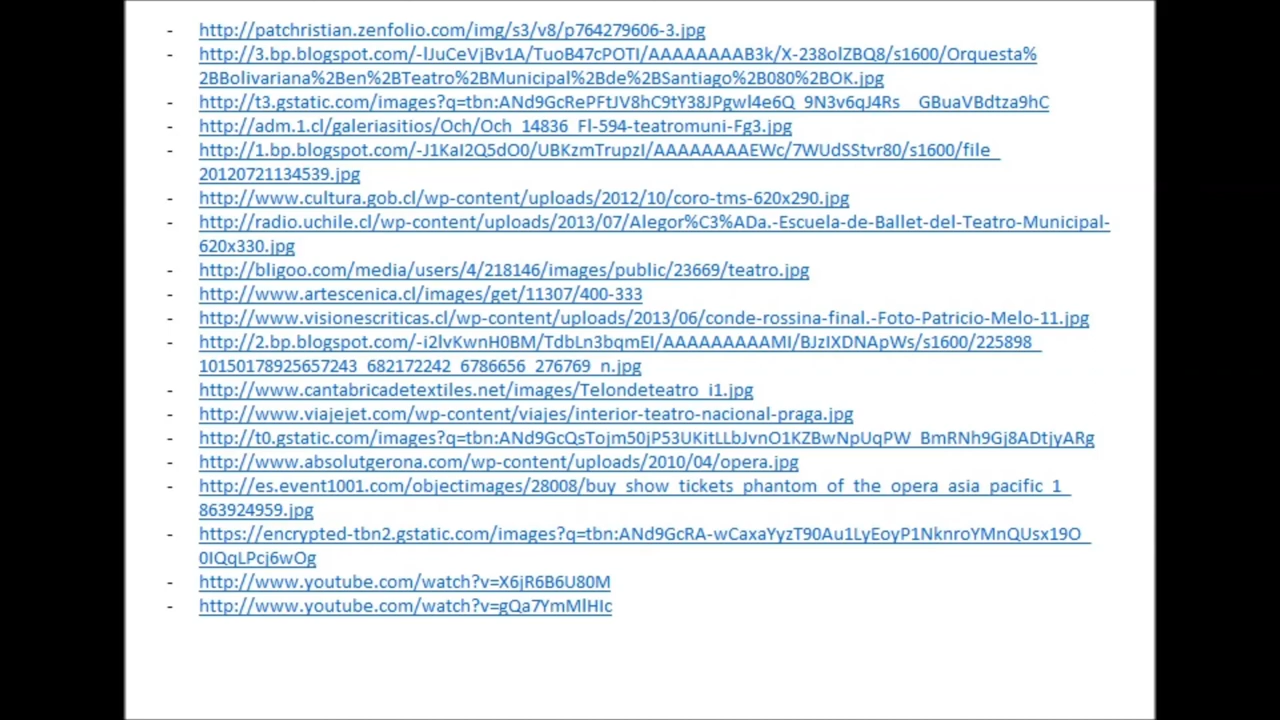 - http://patchristian.zenfolio.com/img/s3/v8/p764279606-3.jpg
- http://3.bp.blogspot.com/-lJuCeVjBv1A/TuoB47cPOTI/AAAAAAAAB3k/X-238olZBQ8/s1600/Orquesta%
2BBolivariana%2Ben%2BTeatro%2BMunicipal%2Bde%2BSantiago%2B080%2BOK.jpg
- http://t3.gstatic.com/images?q=tbn:ANd9GcRePFtJV8hC9tY38JPgwl4e6Q_9N3v6qJ4Rs__GBuaVBdtza9hC
- http://adm.1.cl/galeriasitios/Och/Och_14836_Fl-594-teatromuni-Fg3.jpg
- http://1.bp.blogspot.com/-J1KaI2Q5dO0/UBKzmTrupzI/AAAAAAAAEWc/7WUdSStvr80/s1600/file_
20120721134539.jpg
- http://www.cultura.gob.cl/wp-content/uploads/2012/10/coro-tms-620x290.jpg
- http://radio.uchile.cl/wp-content/uploads/2013/07/Alegor%C3%ADa.-Escuela-de-Ballet-del-Teatro-Municipal-
620x330.jpg
- http://bligoo.com/media/users/4/218146/images/public/23669/teatro.jpg
- http://www.artescenica.cl/images/get/11307/400-333
- http://www.visionescriticas.cl/wp-content/uploads/2013/06/conde-rossina-final.-Foto-Patricio-Melo-11.jpg
- http://2.bp.blogspot.com/-i2lvKwnH0BM/TdbLn3bqmEI/AAAAAAAAAMI/BJzIXDNApWs/s1600/225898_
10150178925657243_682172242_6786656_276769_n.jpg
- http://www.cantabricadetextiles.net/images/Telondeteatro_i1.jpg
- http://www.viajejet.com/wp-content/viajes/interior-teatro-nacional-praga.jpg
- http://t0.gstatic.com/images?q=tbn:ANd9GcQsTojm50jP53UKitLLbJvnO1KZBwNpUqPW_BmRNh9Gj8ADtjyARg
- http://www.absolutgerona.com/wp-content/uploads/2010/04/opera.jpg
- http://es.event1001.com/objectimages/28008/buy_show_tickets_phantom_of_the_opera_asia_pacific_1_
863924959.jpg
- https://encrypted-tbn2.gstatic.com/images?q=tbn:ANd9GcRA-wCaxaYyzT90Au1LyEoyP1NknroYMnQUsx19O_
0IQqLPcj6wOg
- http://www.youtube.com/watch?v=X6jR6B6U80M
- http://www.youtube.com/watch?v=gQa7YmMlHIc